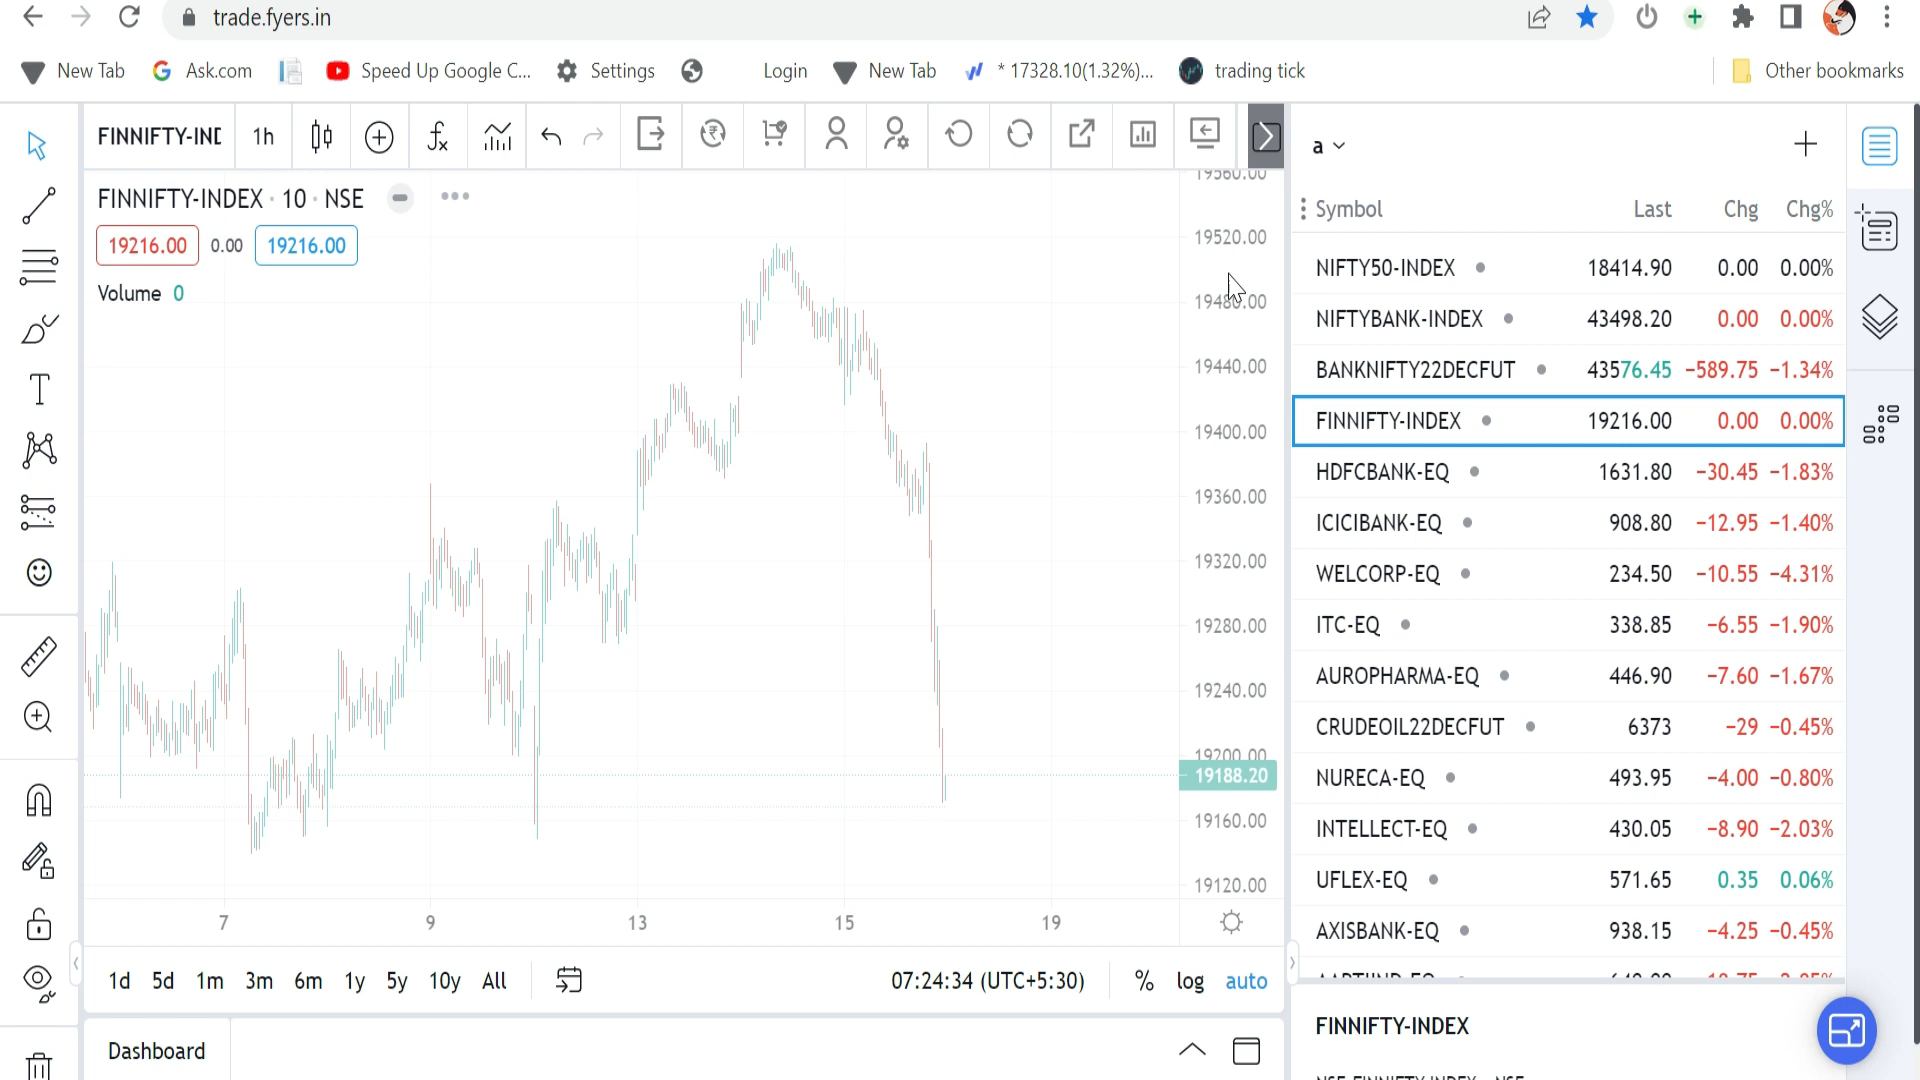 trade.fyers.in
New Tab Ask.com Speed Up Google C... Settings Login New Tab * 17328.10(1.32%)... trading tick Other bookmarks
FINNIFTY-IND 1h
a
FINNIFTY-INDEX · 10 · NSE
Symbol Last Chg Chg%
19216.00 0.00 19216.00
Volume 0
19560.00
19520.00
19480.00
19440.00
19400.00
19360.00
19320.00
19280.00
19240.00
19200.00
19188.20
19160.00
19120.00
7 9 13 15 19
NIFTY50-INDEX 18414.90 0.00 0.00%
NIFTYBANK-INDEX 43498.20 0.00 0.00%
BANKNIFTY22DECFUT 43576.45 −589.75 −1.34%
FINNIFTY-INDEX 19216.00 0.00 0.00%
HDFCBANK-EQ 1631.80 −30.45 −1.83%
ICICIBANK-EQ 908.80 −12.95 −1.40%
WELCORP-EQ 234.50 −10.55 −4.31%
ITC-EQ 338.85 −6.55 −1.90%
AUROPHARMA-EQ 446.90 −7.60 −1.67%
CRUDEOIL22DECFUT 6373 −29 −0.45%
NURECA-EQ 493.95 −4.00 −0.80%
INTELLECT-EQ 430.05 −8.90 −2.03%
UFLEX-EQ 571.65 0.35 0.06%
AXISBANK-EQ 938.15 −4.25 −0.45%
1d 5d 1m 3m 6m 1y 5y 10y All 07:24:34 (UTC+5:30) % log auto
FINNIFTY-INDEX
Dashboard